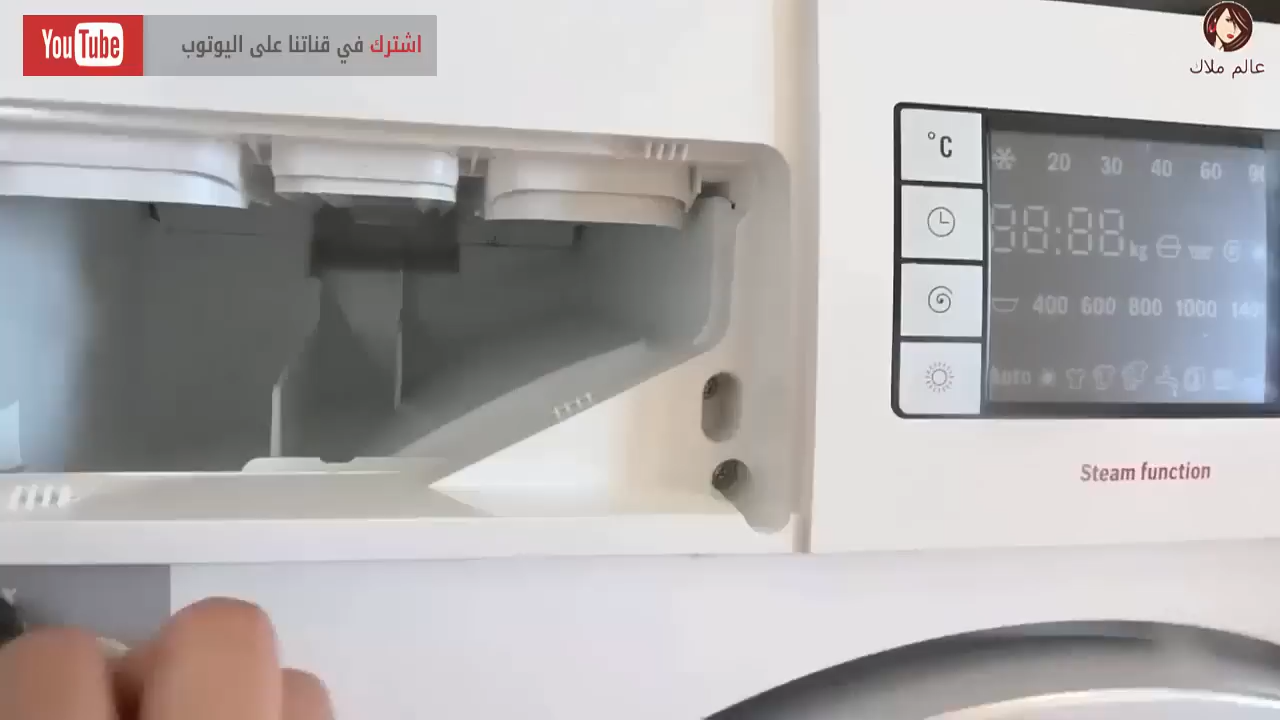 YouTube
اشترك في قناتنا على اليوتوب
عالم ملاك
°C
20 30 40 60
88:88 kg
400 600 800 1000
Auto
Steam function